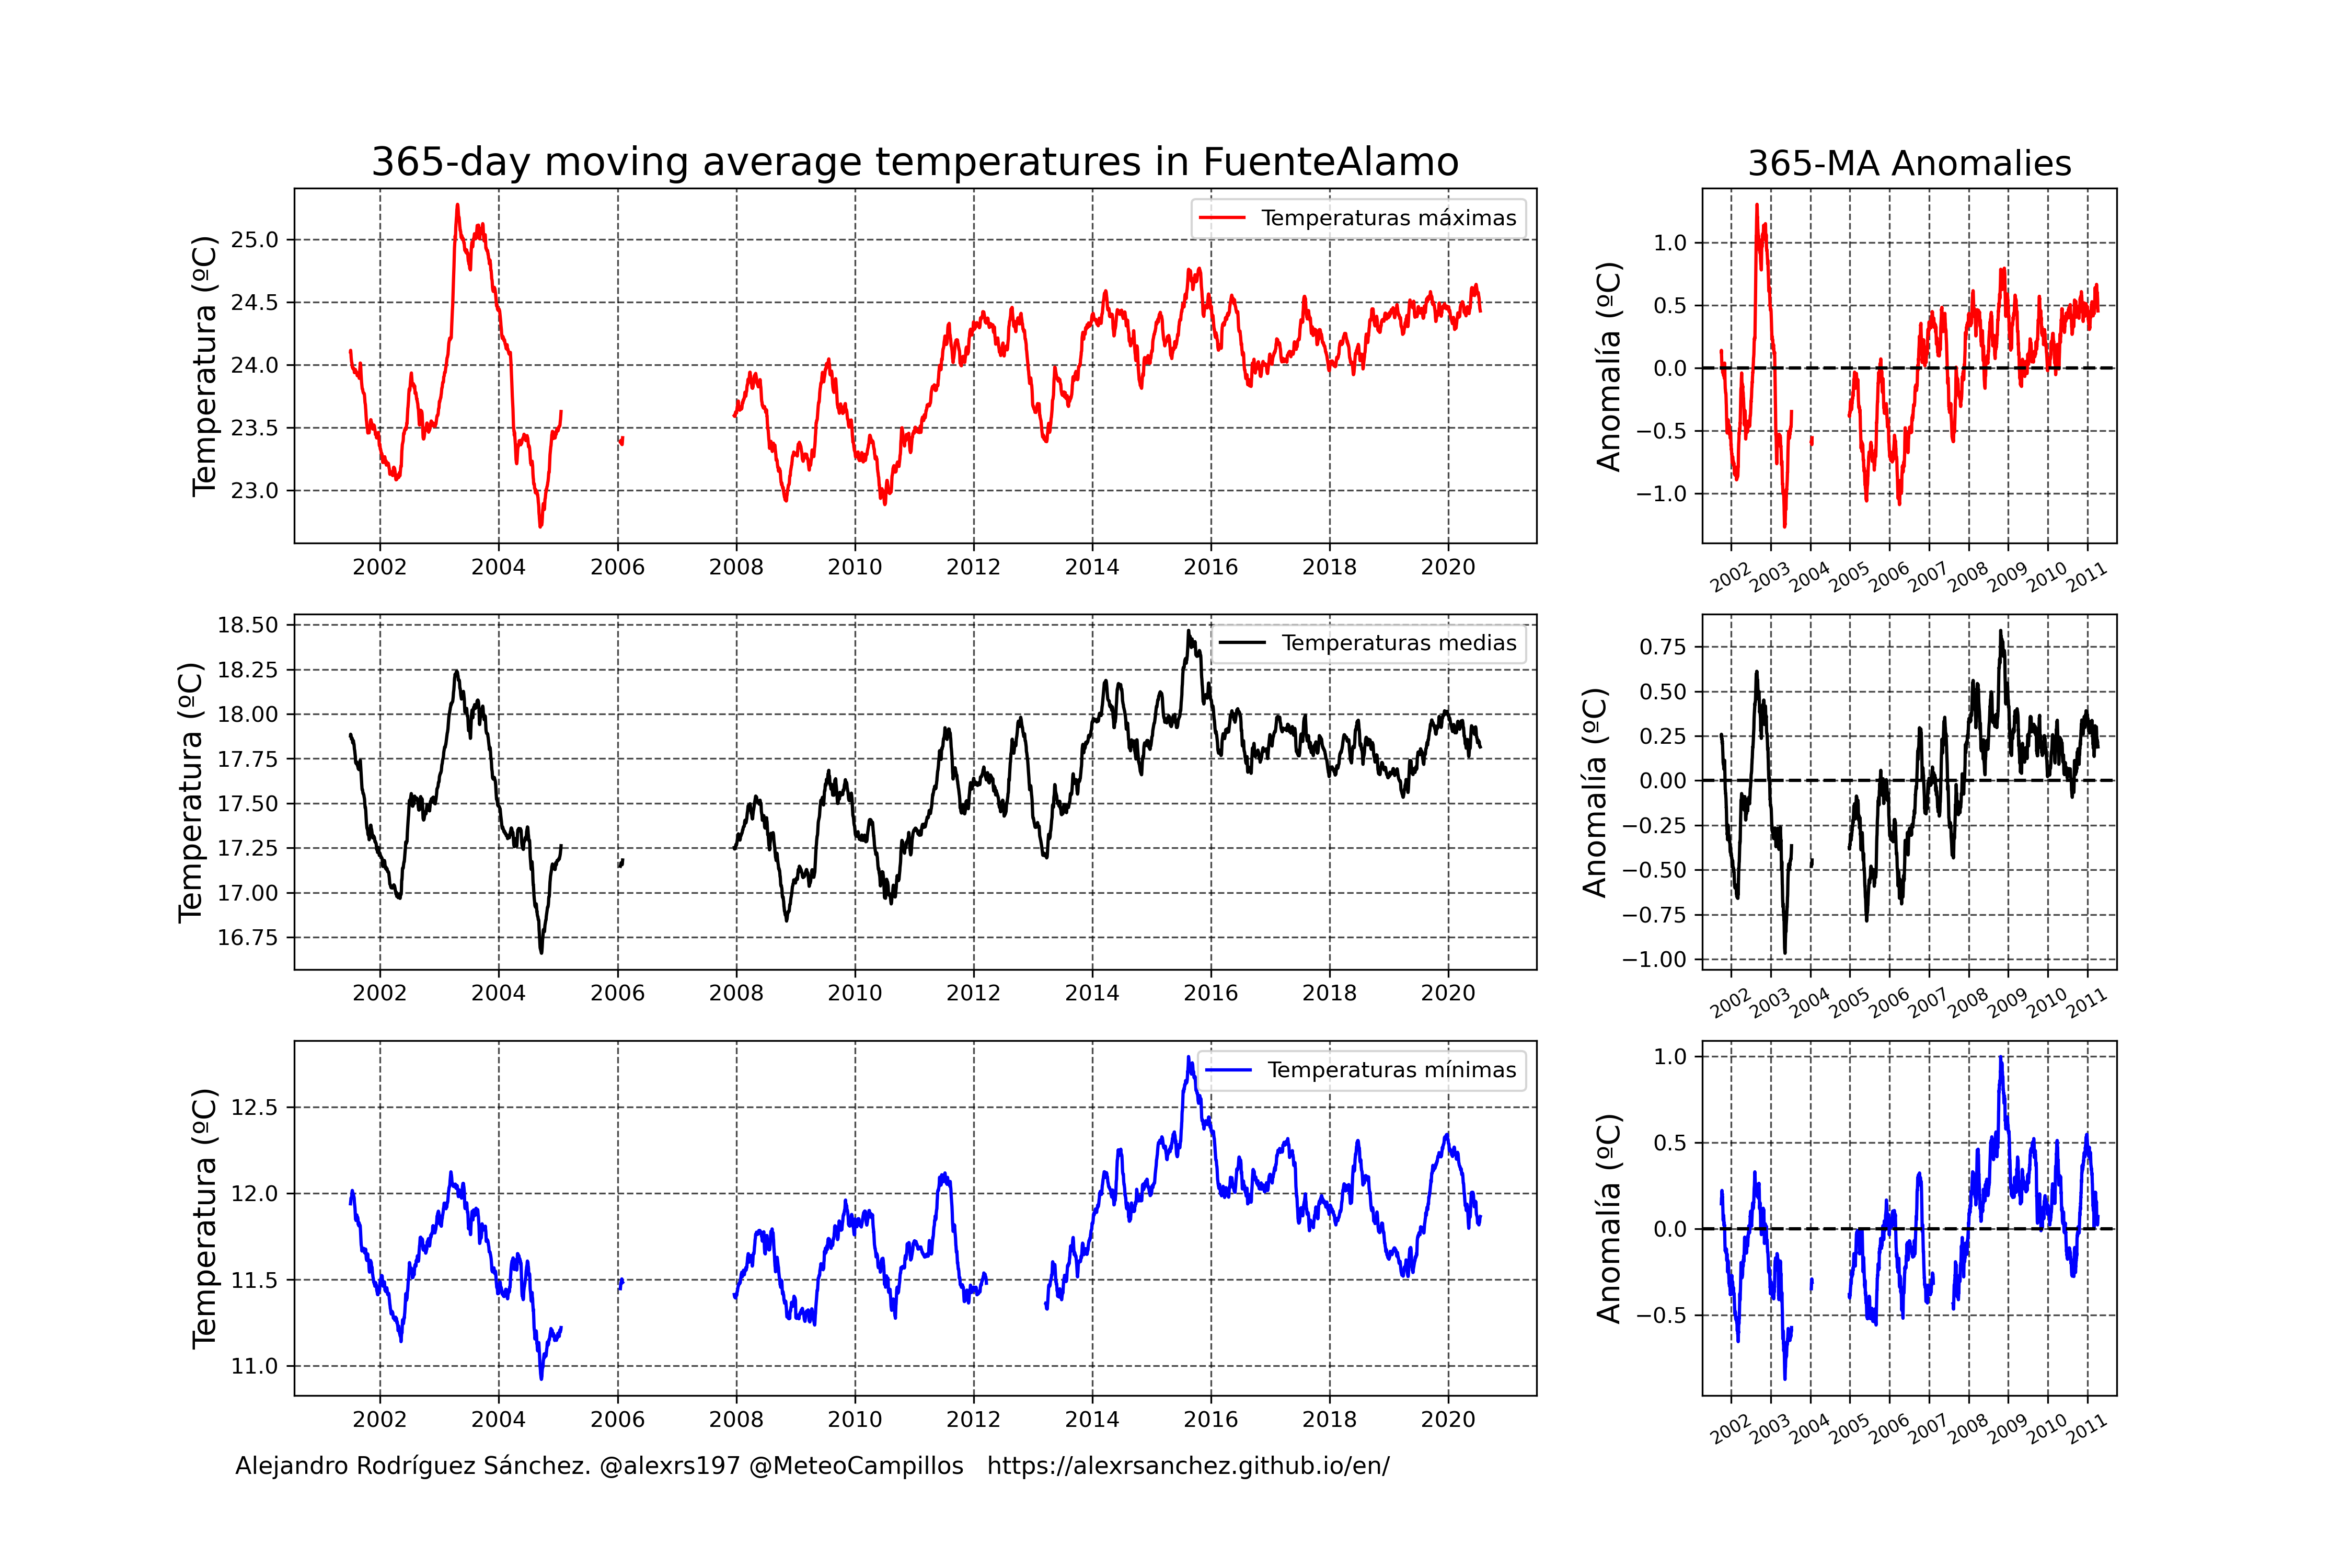 365-day moving average temperatures in FuenteAlamo
365-MA Anomalies
Temperatura (ºC)
25.0
24.5
24.0
23.5
23.0
Temperaturas máximas
2002 2004 2006 2008 2010 2012 2014 2016 2018 2020
Anomalía (ºC)
1.0
0.5
0.0
−0.5
−1.0
2002 2003 2004 2005 2006 2007 2008 2009 2010 2011
Temperatura (ºC)
18.50
18.25
18.00
17.75
17.50
17.25
17.00
16.75
Temperaturas medias
2002 2004 2006 2008 2010 2012 2014 2016 2018 2020
Anomalía (ºC)
0.75
0.50
0.25
0.00
−0.25
−0.50
−0.75
−1.00
2002 2003 2004 2005 2006 2007 2008 2009 2010 2011
Temperatura (ºC)
12.5
12.0
11.5
11.0
Temperaturas mínimas
2002 2004 2006 2008 2010 2012 2014 2016 2018 2020
Anomalía (ºC)
1.0
0.5
0.0
−0.5
2002 2003 2004 2005 2006 2007 2008 2009 2010 2011
Alejandro Rodríguez Sánchez. @alexrs197 @MeteoCampillos https://alexrsanchez.github.io/en/